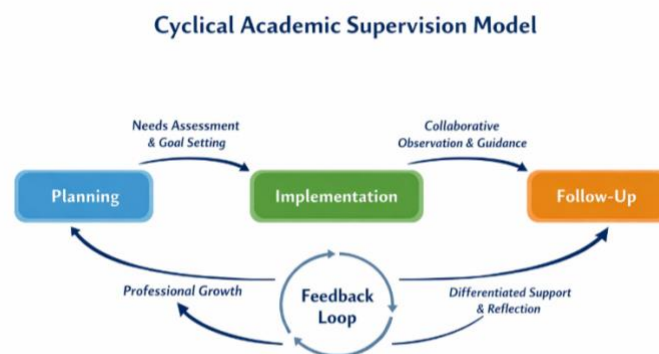 Cyclical Academic Supervision Model
Needs Assessment
& Goal Setting
Collaborative
Observation & Guidance
Planning
Implementation
Follow-Up
Professional Growth
Feedback
Loop
Differentiated Support
& Reflection